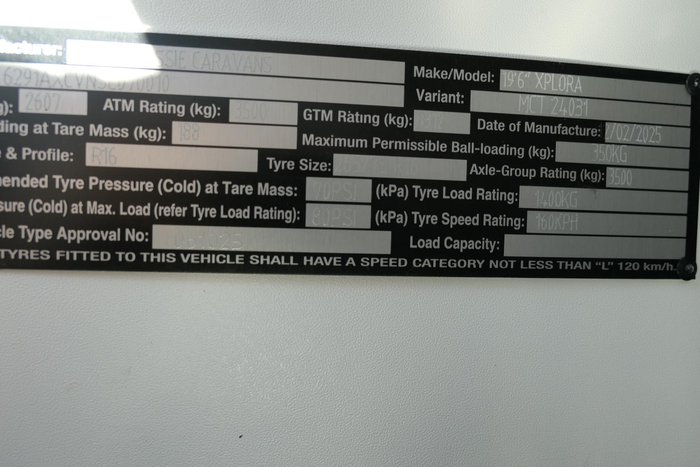 facturer: SSIE CARAVANS
Make/Model: 19'6" XPLORA
Variant: MCT 24031
g): 2607 ATM Rating (kg): 3500 GTM Rating (kg): Date of Manufacture: /02/2025
ding at Tare Mass (kg): 188 Maximum Permissible Ball-loading (kg): 350KG
e & Profile: R16 Tyre Size: Axle-Group Rating (kg): 3500
ended Tyre Pressure (Cold) at Tare Mass: (kPa) Tyre Load Rating: 1400KG
sure (Cold) at Max. Load (refer Tyre Load Rating): (kPa) Tyre Speed Rating: 160KPH
cle Type Approval No: Load Capacity:
TYRES FITTED TO THIS VEHICLE SHALL HAVE A SPEED CATEGORY NOT LESS THAN "L" 120 km/h.